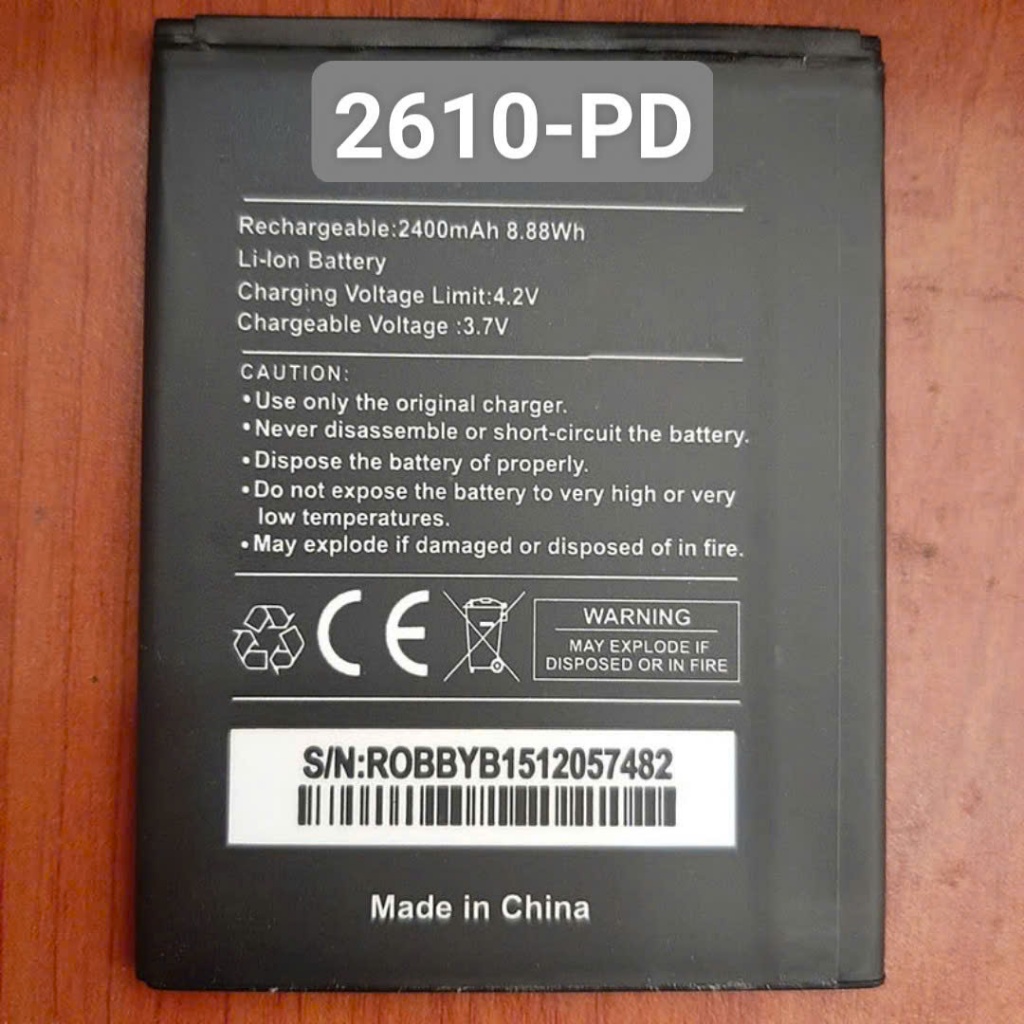 2610-PD
Rechargeable:2400mAh 8.88Wh
Li-Ion Battery
Charging Voltage Limit:4.2V
Chargeable Voltage :3.7V
CAUTION:
•Use only the original charger.
•Never disassemble or short-circuit the battery.
•Dispose the battery of properly.
•Do not expose the battery to very high or very
low temperatures.
•May explode if damaged or disposed of in fire.
CE
WARNING
MAY EXPLODE IF
DISPOSED OR IN FIRE
S/N:ROBBYB1512057482
Made in China